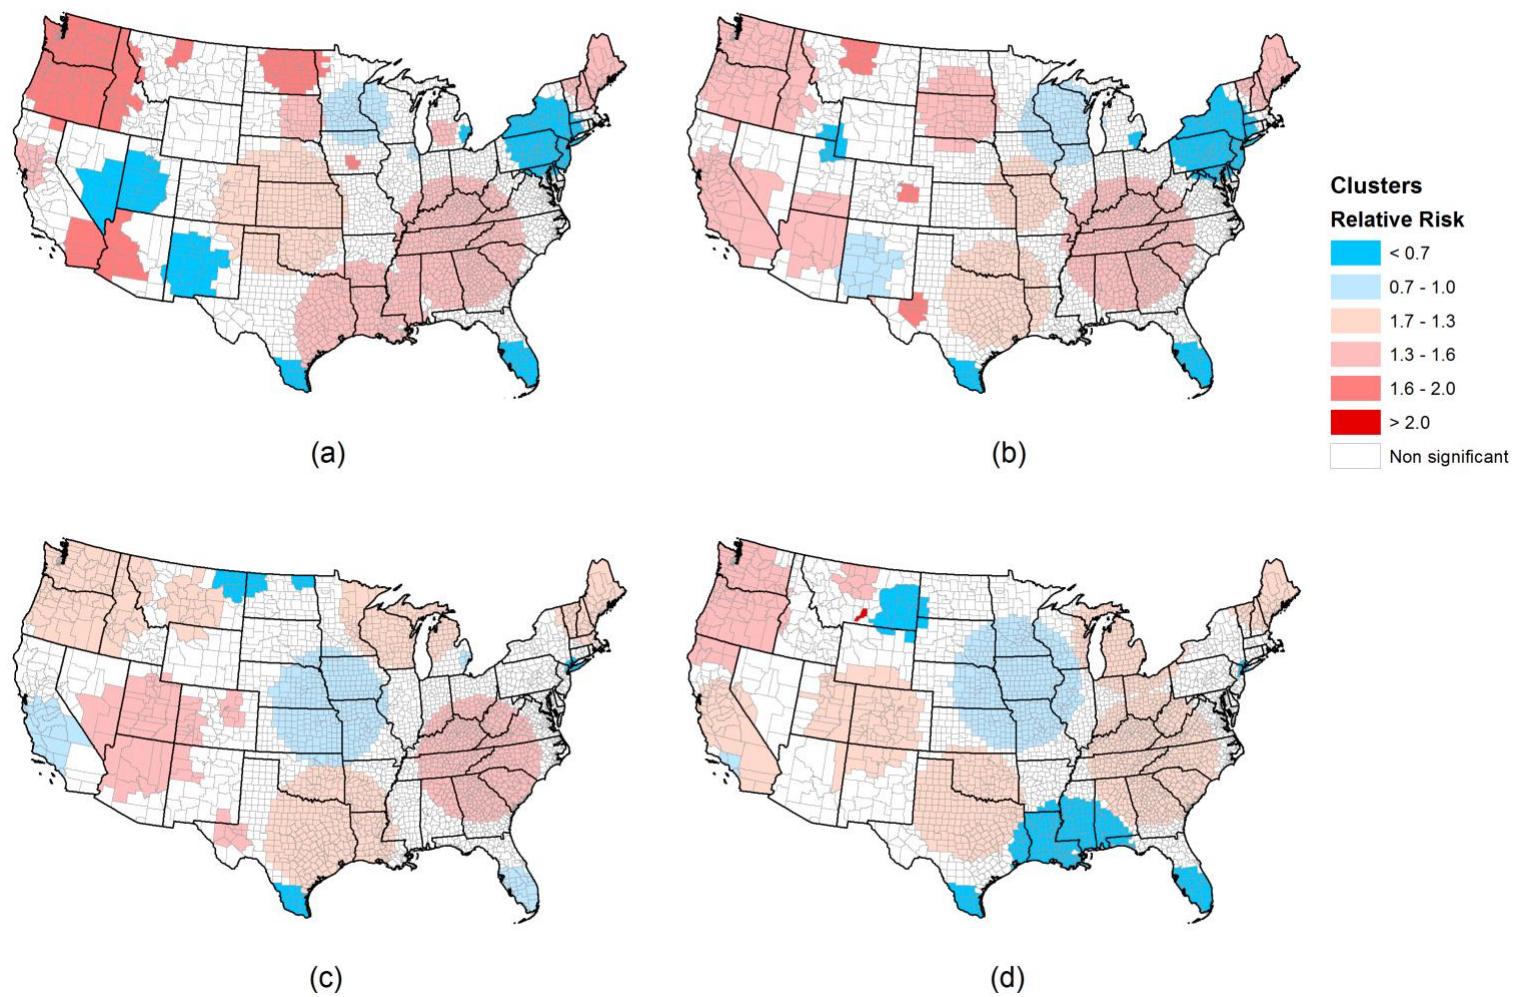 (a)
(b)
Clusters
Relative Risk
< 0.7
0.7 - 1.0
1.7 - 1.3
1.3 - 1.6
1.6 - 2.0
> 2.0
Non significant
(c)
(d)